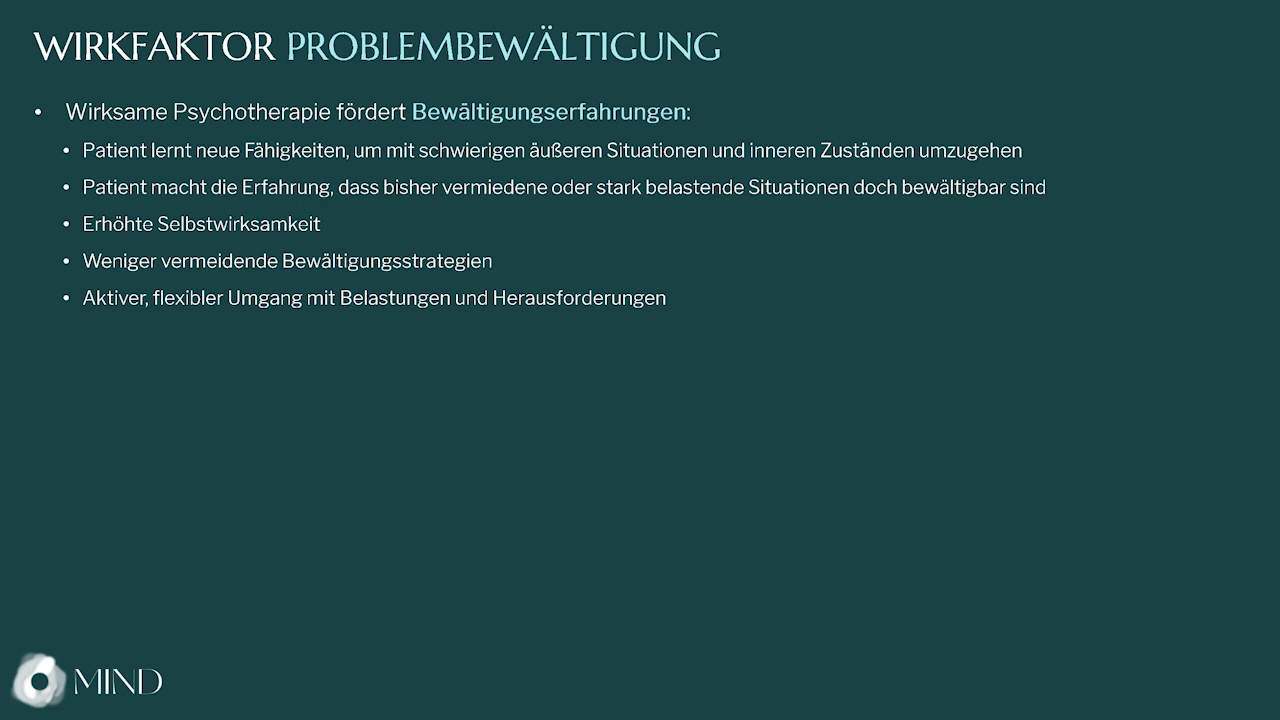 WIRKFAKTOR PROBLEMBEWÄLTIGUNG
• Wirksame Psychotherapie fördert Bewältigungserfahrungen:
• Patient lernt neue Fähigkeiten, um mit schwierigen äußeren Situationen und inneren Zuständen umzugehen
• Patient macht die Erfahrung, dass bisher vermiedene oder stark belastende Situationen doch bewältigbar sind
• Erhöhte Selbstwirksamkeit
• Weniger vermeidende Bewältigungsstrategien
• Aktiver, flexibler Umgang mit Belastungen und Herausforderungen
MIND